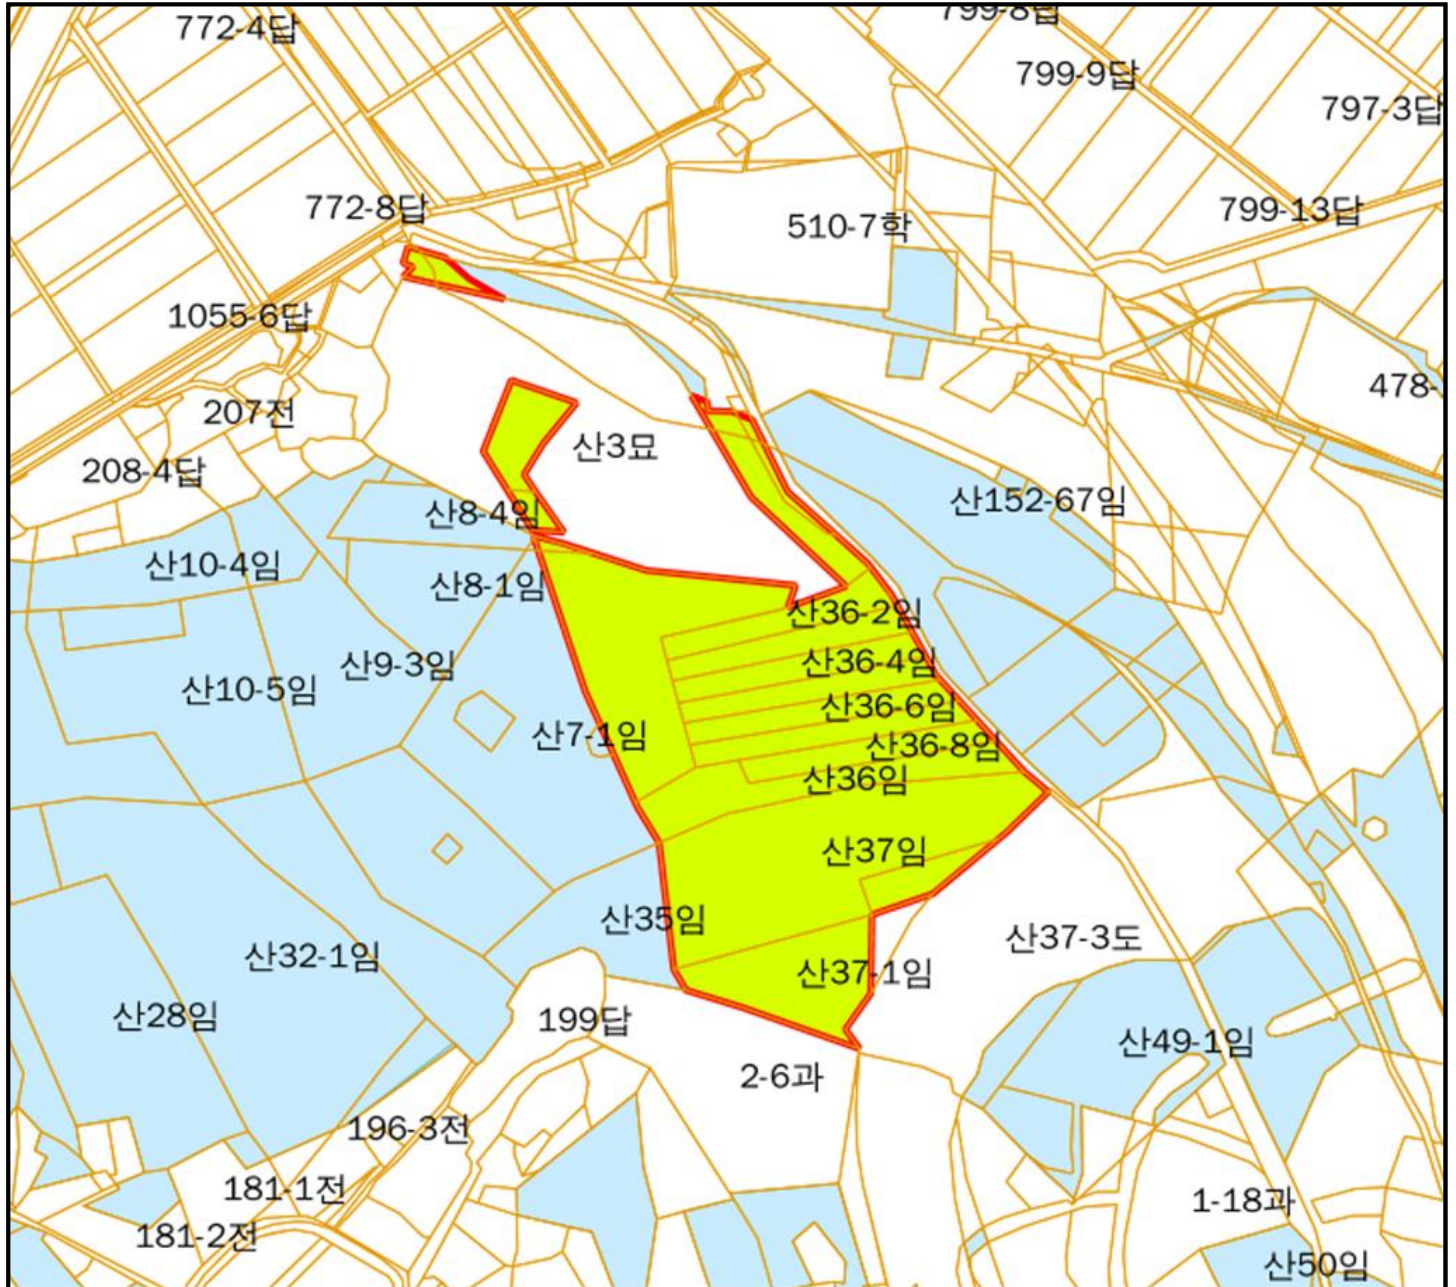 799-8답
772-4답
799-9답
797-3답
772-8답
799-13답
510-7학
1055-6답
478-
207전
산3묘
208-4답
산152-67임
산8-4임
산10-4임
산8-1임
산36-2임
산9-3임
산36-4임
산10-5임
산36-6임
산7-1임
산36-8임
산36임
산37임
산35임
산37-3도
산32-1임
산37-1임
산28임
199답
산49-1임
2-6과
196-3전
181-1전
1-18과
181-2전
산50임